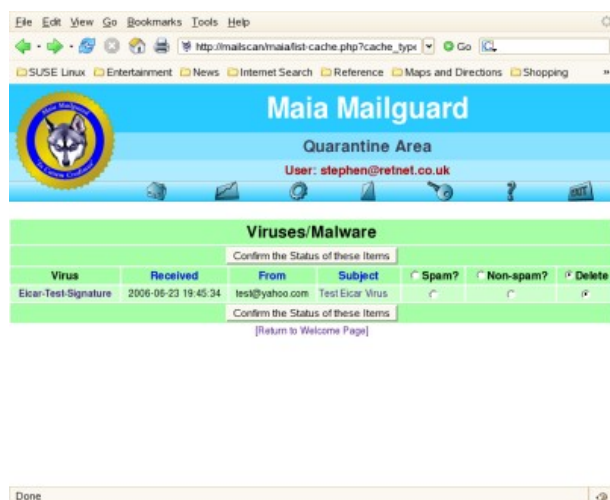 File Edit View Go Bookmarks Tools Help
http://mailscan/maia/list-cache.php?cache_type Go
SUSE Linux Entertainment News Internet Search Reference Maps and Directions Shopping »
Maia Mailguard
Quarantine Area
User: stephen@retnet.co.uk
EXIT
Viruses/Malware
Confirm the Status of these Items
Virus Received From Subject Spam? Non-spam? Delete
Eicar-Test-Signature 2006-06-23 19:45:34 test@yahoo.com Test Eicar Virus
Confirm the Status of these Items
[Return to Welcome Page]
Done